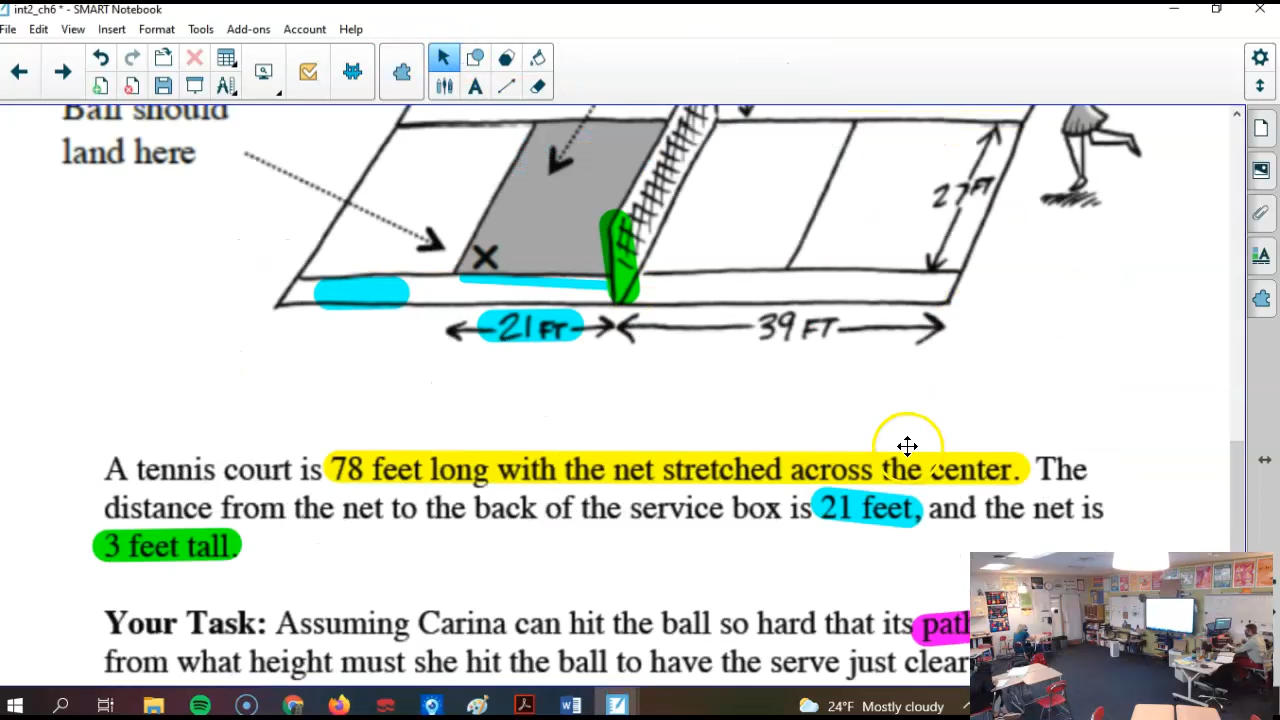 int2_ch6 * - SMART Notebook
File Edit View Insert Format Tools Add-ons Account Help
Ball should
land here
27 FT
X
21 FT
39 FT
A tennis court is 78 feet long with the net stretched across the center. The
distance from the net to the back of the service box is 21 feet, and the net is
3 feet tall.
Your Task: Assuming Carina can hit the ball so hard that its path
from what height must she hit the ball to have the serve just clear
24°F Mostly cloudy